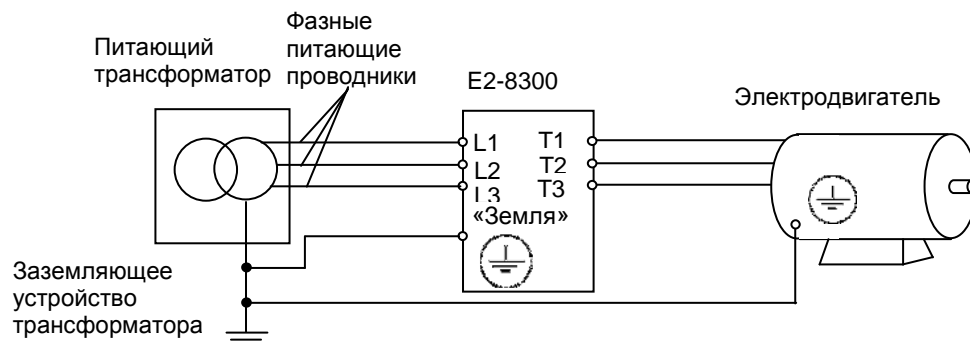 Питающий
трансформатор
Фазные
питающие
проводники
E2-8300
Электродвигатель
L1
L2
L3
«Земля»
T1
T2
T3
Заземляющее
устройство
трансформатора